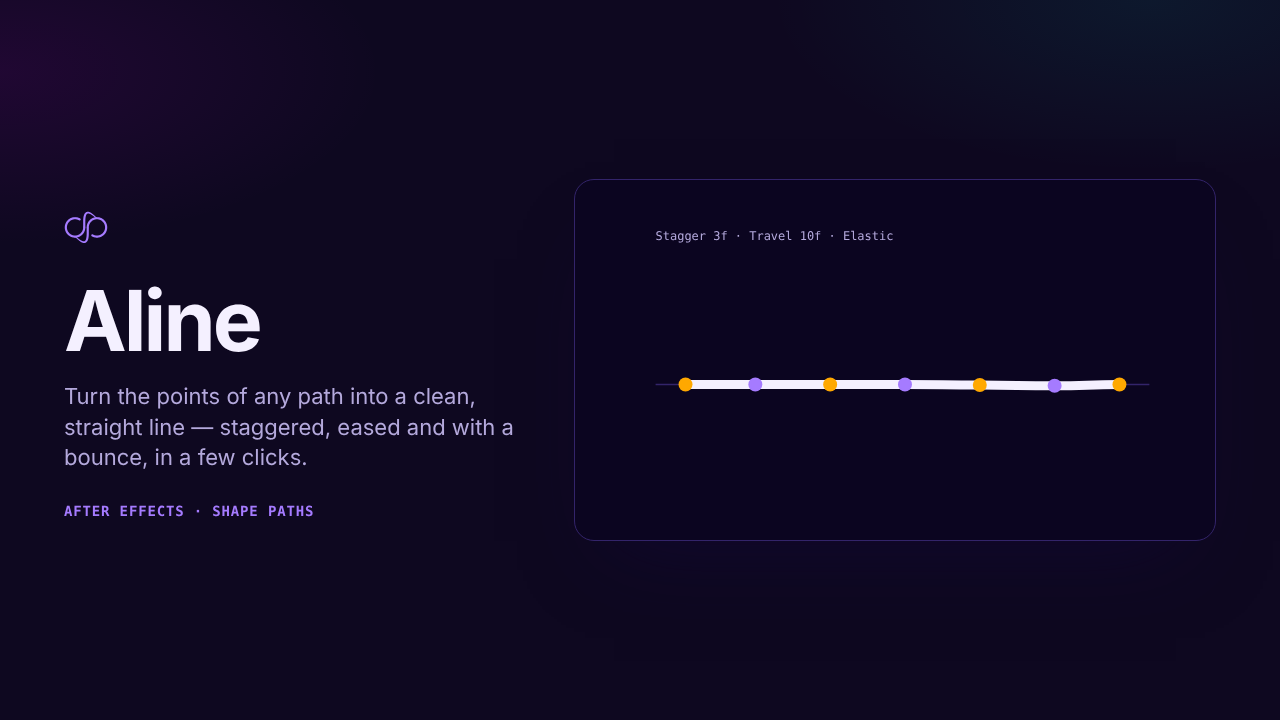 Aline
Turn the points of any path into a clean,
straight line — staggered, eased and with a
bounce, in a few clicks.
AFTER EFFECTS · SHAPE PATHS
Stagger 3f · Travel 10f · Elastic